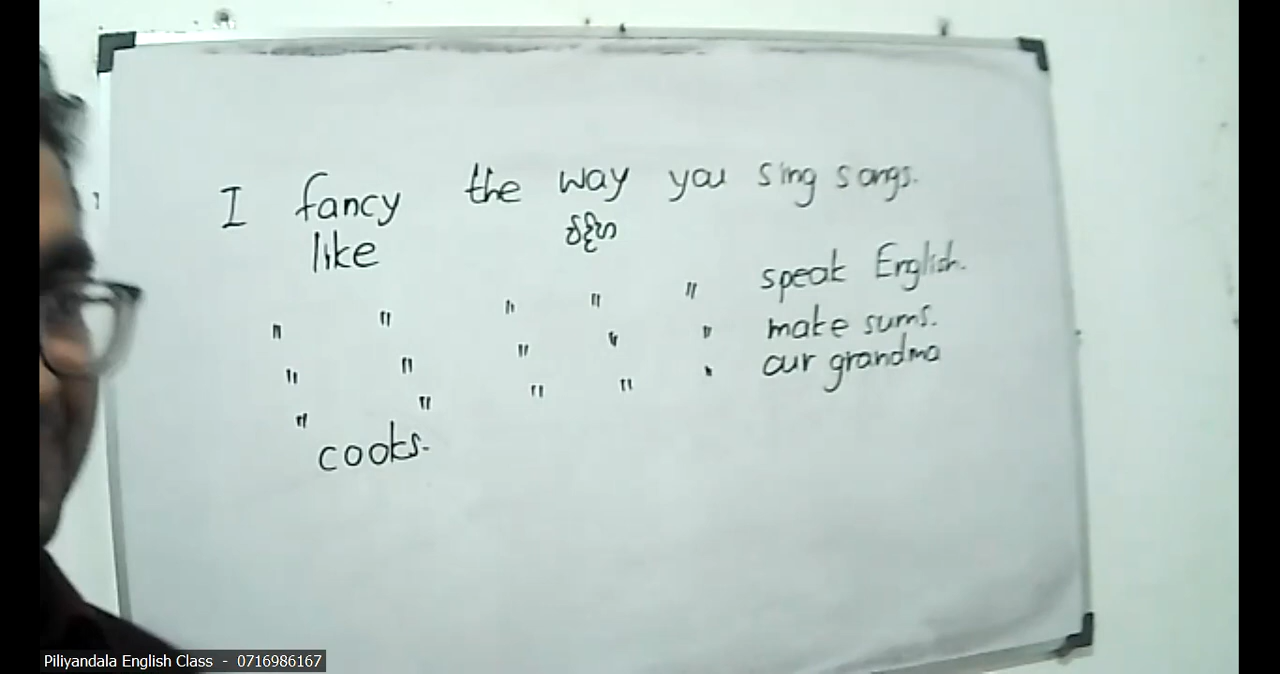 I fancy the way you sing songs.
like විදිහ
" " " " " speak English.
" " " " " make sums.
" " " " " our grandma
cooks.
Piliyandala English Class - 0716986167